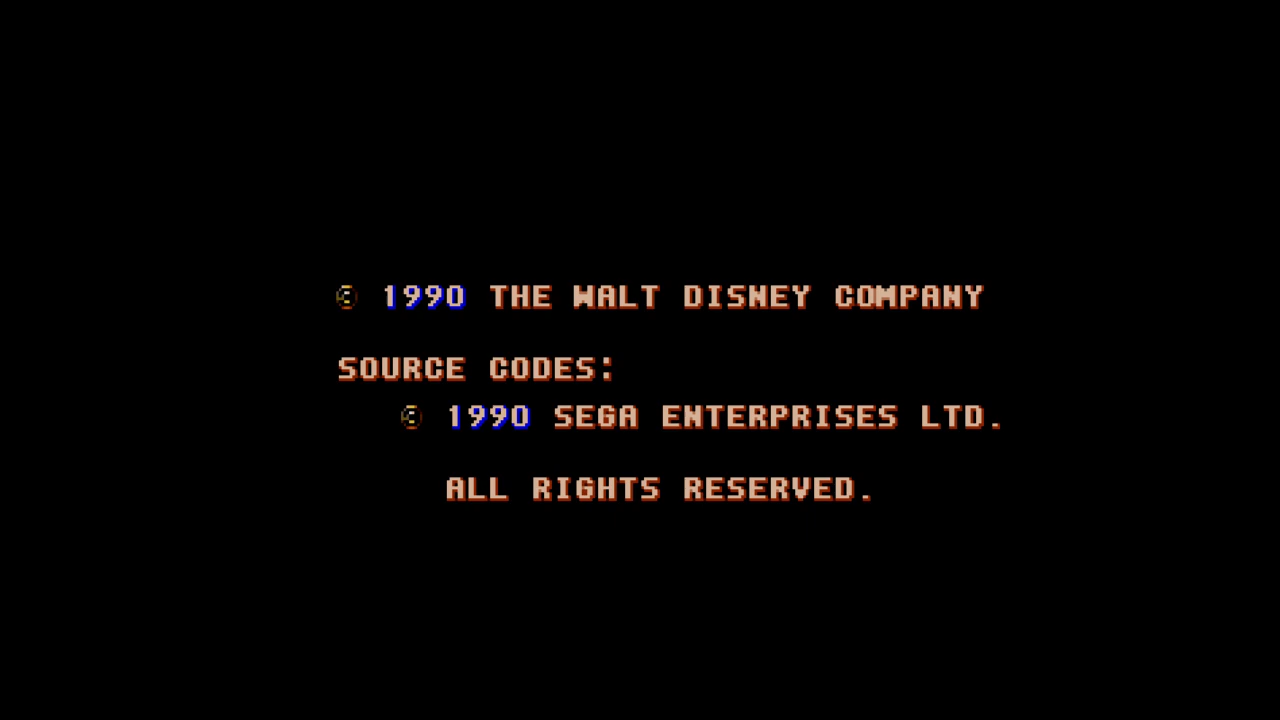 © 1990 THE WALT DISNEY COMPANY
SOURCE CODES:
© 1990 SEGA ENTERPRISES LTD.
ALL RIGHTS RESERVED.